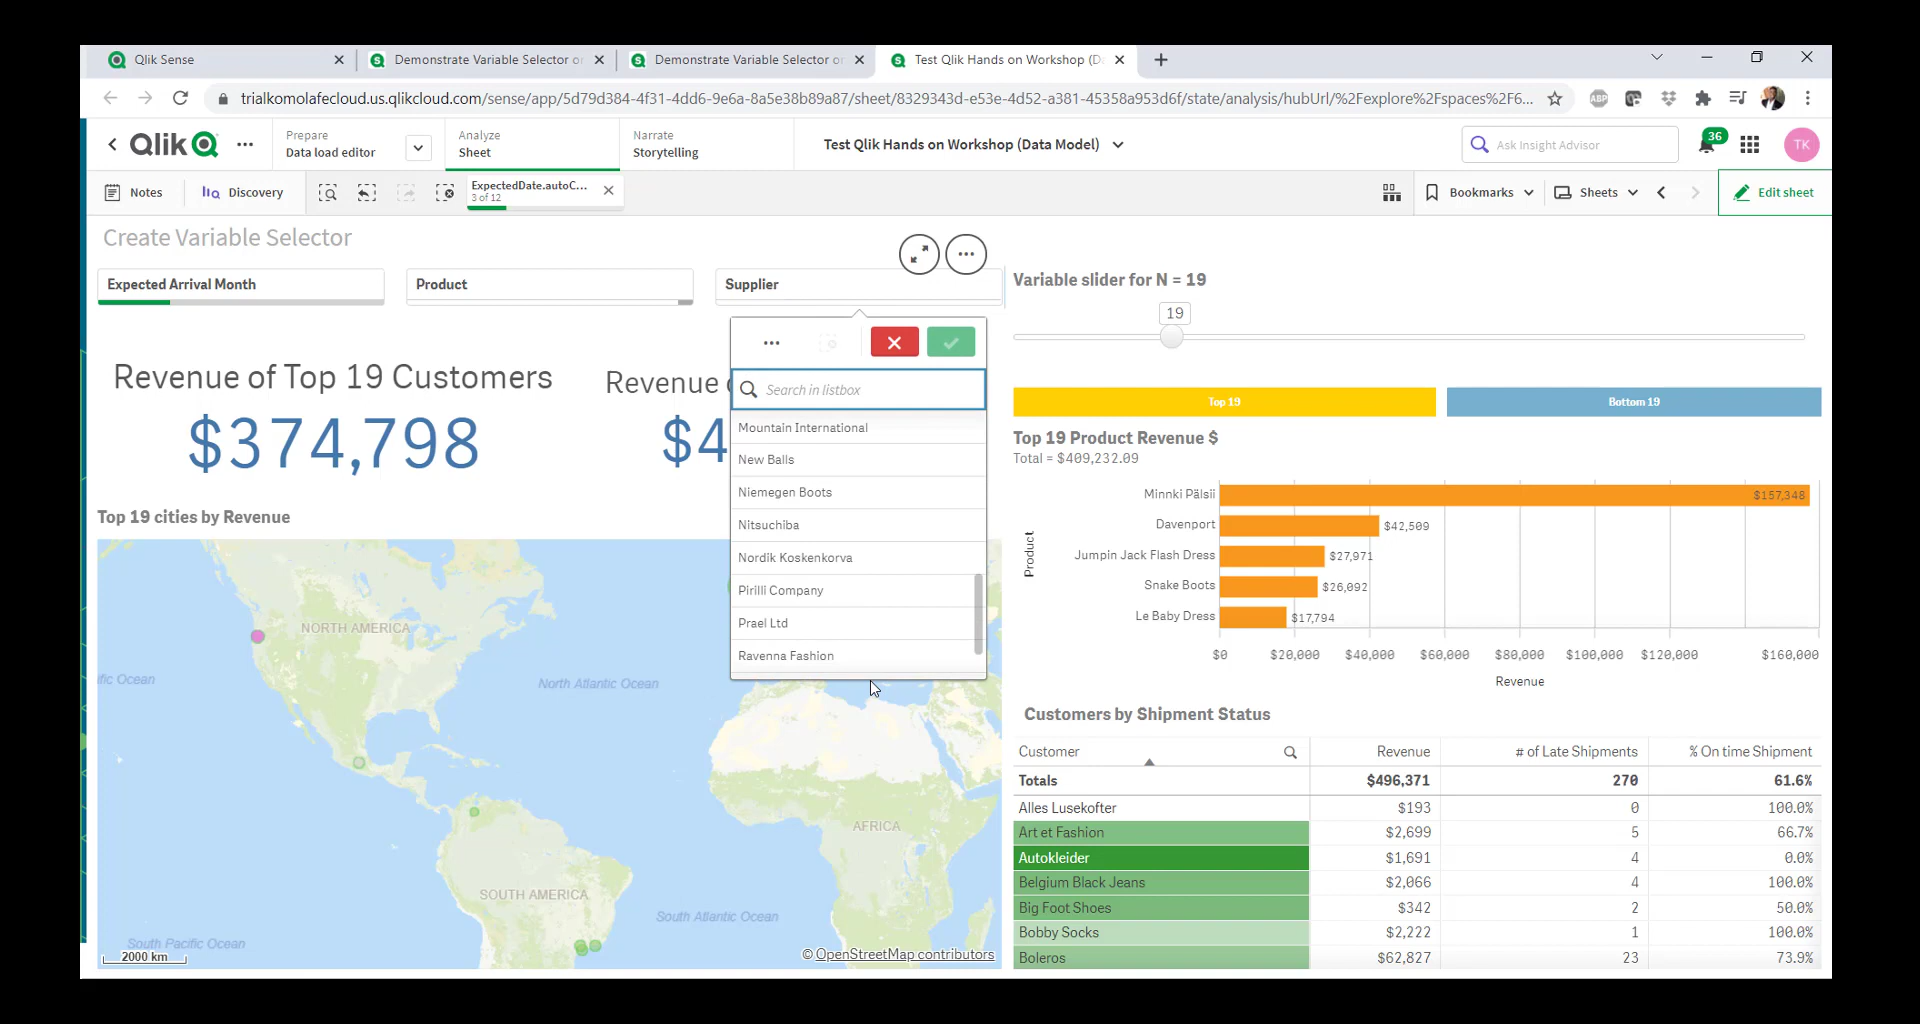 Qlik Sense
Demonstrate Variable Selector or
Demonstrate Variable Selector or
Test Qlik Hands on Workshop (D
trialkomolafecloud.us.qlikcloud.com/sense/app/5d79d384-4f31-4dd6-9e6a-8a5e38b89a87/sheet/8329343d-e53e-4d52-a381-45358a953d6f/state/analysis/hubUrl/%2Fexplore%2Fspaces%2F6...
ABP
Qlik
Prepare
Data load editor
Analyze
Sheet
Narrate
Storytelling
Test Qlik Hands on Workshop (Data Model)
Ask Insight Advisor
36
TK
Notes
Discovery
ExpectedDate.autoC...
3 of 12
Bookmarks
Sheets
Edit sheet
Create Variable Selector
Expected Arrival Month
Product
Supplier
Search in listbox
Mountain International
New Balls
Niemegen Boots
Nitsuchiba
Nordik Koskenkorva
Pirilli Company
Prael Ltd
Ravenna Fashion
Revenue of Top 19 Customers
$374,798
Revenue
$4
Top 19 cities by Revenue
NORTH AMERICA
fic Ocean
North Atlantic Ocean
AFRICA
SOUTH AMERICA
South Atlantic Ocean
South Pacific Ocean
2000 km
© OpenStreetMap contributors
Variable slider for N = 19
19
Top 19
Bottom 19
Top 19 Product Revenue $
Total = $409,232.09
Product
Minnki Pälsii $157,348
Davenport $42,509
Jumpin Jack Flash Dress $27,971
Snake Boots $26,092
Le Baby Dress $17,794
$0 $20,000 $40,000 $60,000 $80,000 $100,000 $120,000 $160,000
Revenue
Customers by Shipment Status
Customer Revenue # of Late Shipments % On time Shipment
Totals $496,371 270 61.6%
Alles Lusekofter $193 0 100.0%
Art et Fashion $2,699 5 66.7%
Autokleider $1,691 4 0.0%
Belgium Black Jeans $2,066 4 100.0%
Big Foot Shoes $342 2 50.0%
Bobby Socks $2,222 1 100.0%
Boleros $62,827 23 73.9%